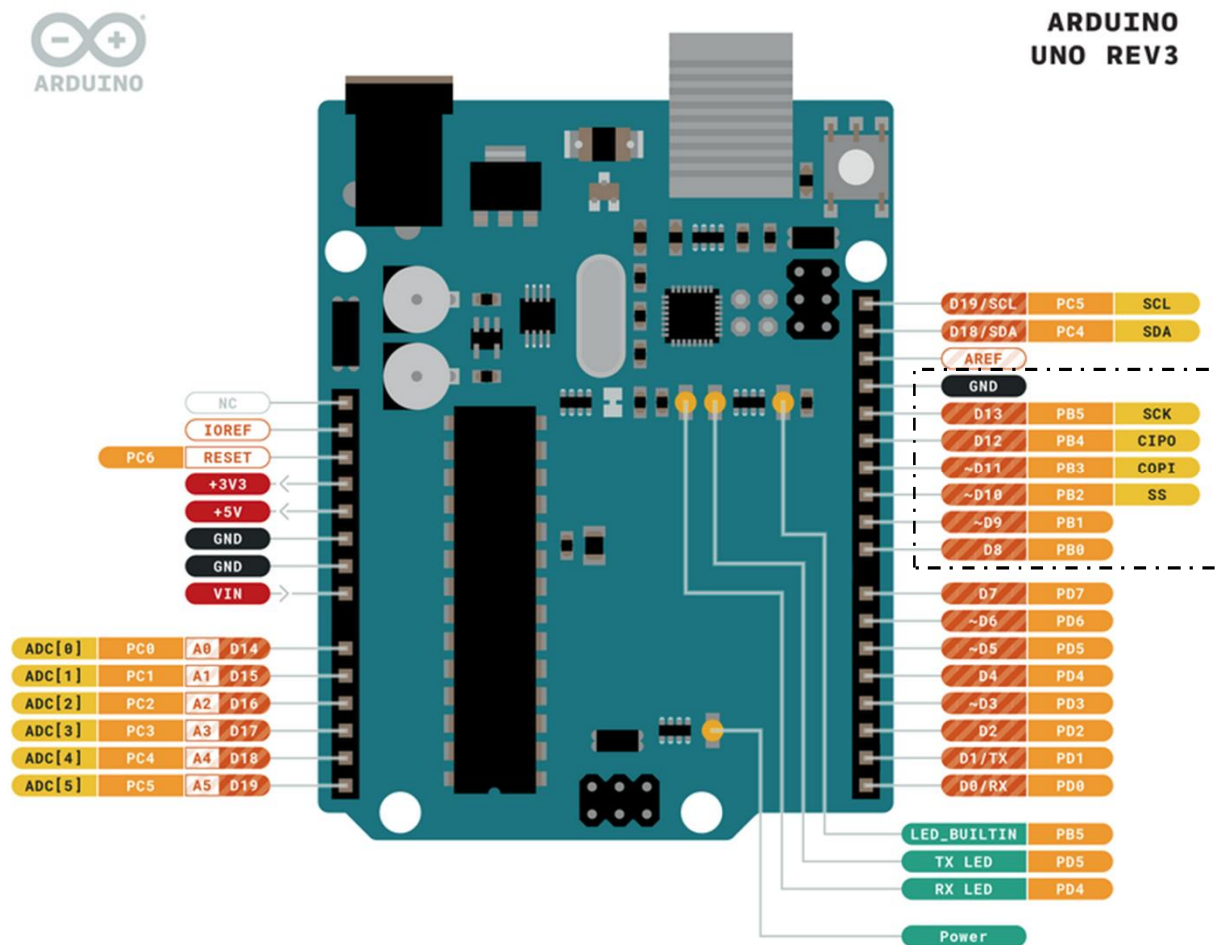 ARDUINO
ARDUINO
UNO REV3
NC
IOREF
PC6 RESET
+3V3
+5V
GND
GND
VIN
ADC[0] PC0 A0 D14
ADC[1] PC1 A1 D15
ADC[2] PC2 A2 D16
ADC[3] PC3 A3 D17
ADC[4] PC4 A4 D18
ADC[5] PC5 A5 D19
D19/SCL PC5 SCL
D18/SDA PC4 SDA
AREF
GND
D13 PB5 SCK
D12 PB4 CIPO
~D11 PB3 COPI
~D10 PB2 SS
~D9 PB1
D8 PB0
D7 PD7
~D6 PD6
~D5 PD5
D4 PD4
~D3 PD3
D2 PD2
D1/TX PD1
D0/RX PD0
LED_BUILTIN PB5
TX LED PD5
RX LED PD4
Power